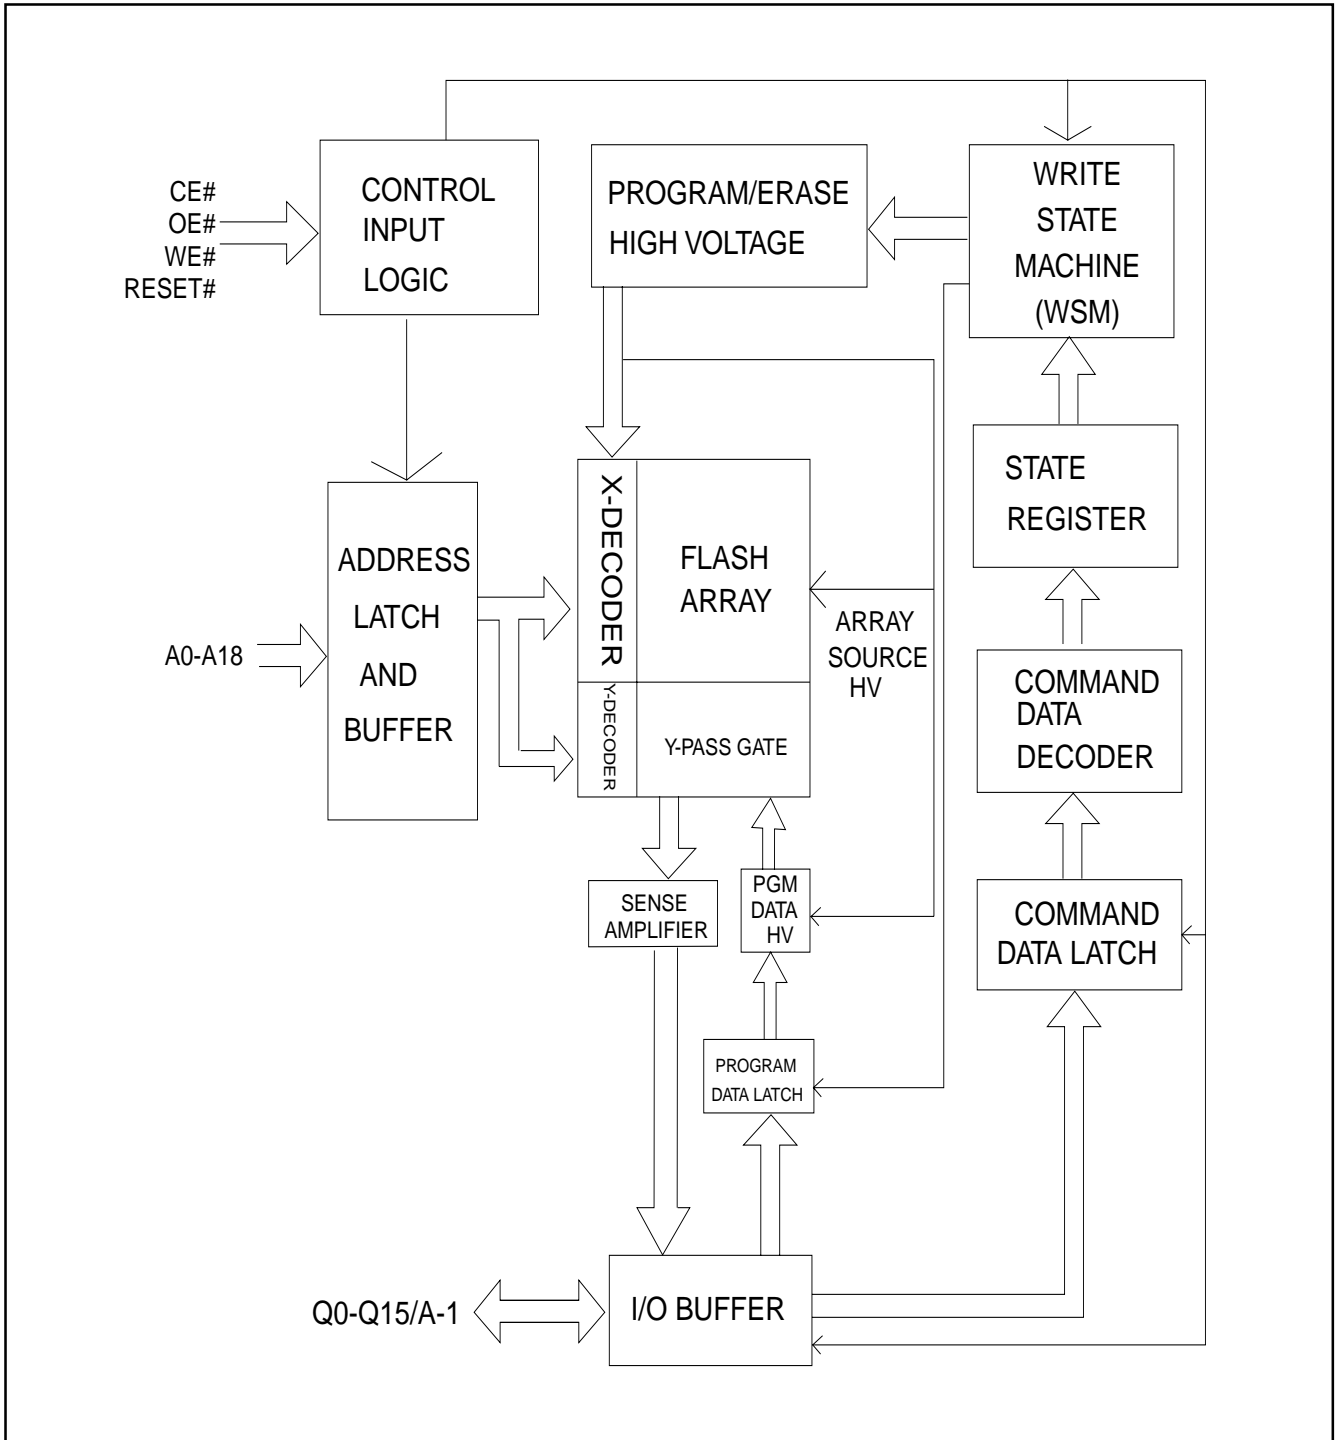 CE#
OE#
WE#
RESET#
CONTROL
INPUT
LOGIC
PROGRAM/ERASE
HIGH VOLTAGE
WRITE
STATE
MACHINE
(WSM)
STATE
REGISTER
X-DECODER
FLASH
ARRAY
ADDRESS
LATCH
AND
BUFFER
A0-A18
ARRAY
SOURCE
HV
Y-DECODER
Y-PASS GATE
COMMAND
DATA
DECODER
SENSE
AMPLIFIER
PGM
DATA
HV
COMMAND
DATA LATCH
PROGRAM
DATA LATCH
Q0-Q15/A-1
I/O BUFFER